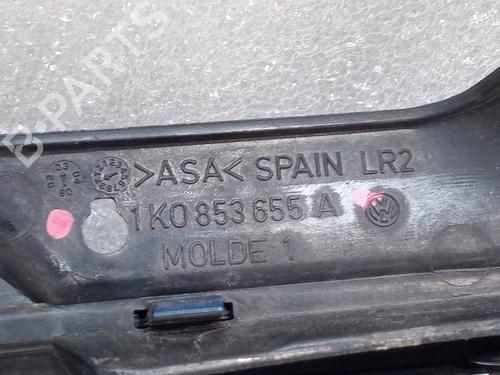 B-PARTS
>ASA< SPAIN LR2
1K0 853 655 A
MOLDE 1